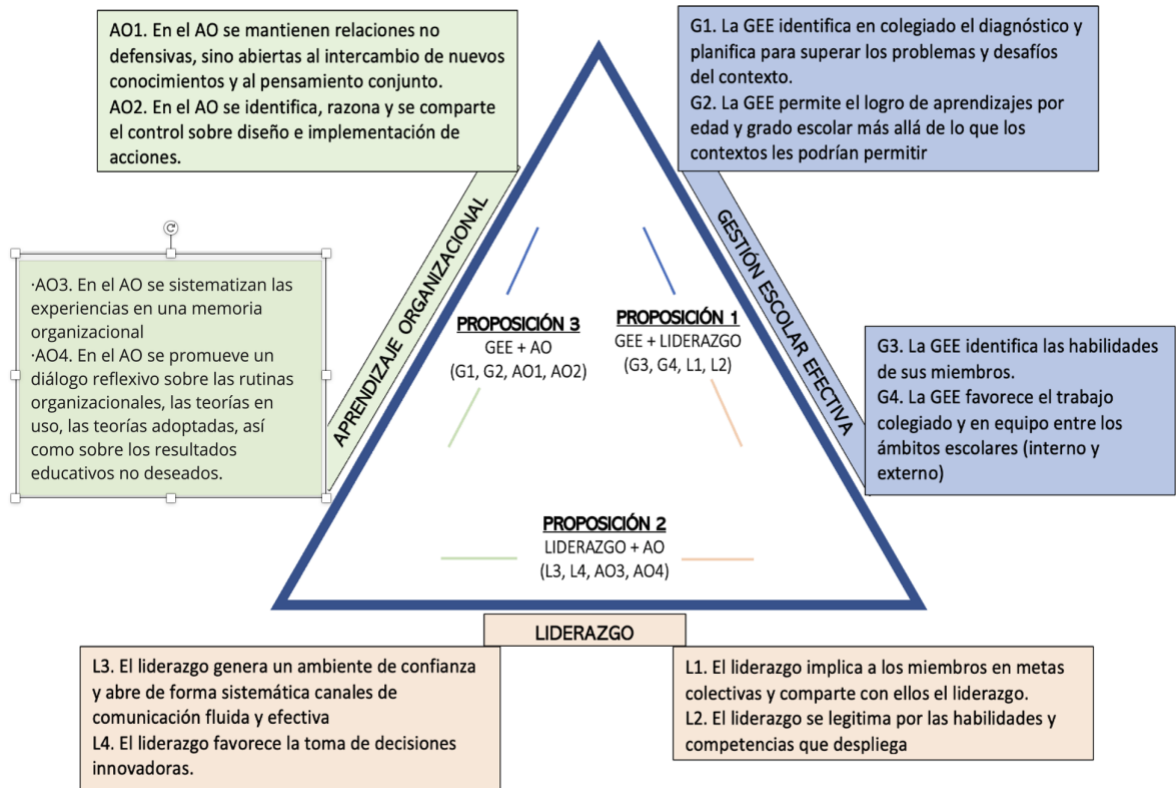 AO1. En el AO se mantienen relaciones no
defensivas, sino abiertas al intercambio de nuevos
conocimientos y al pensamiento conjunto.
AO2. En el AO se identifica, razona y se comparte
el control sobre diseño e implementación de
acciones.
G1. La GEE identifica en colegiado el diagnóstico y
planifica para superar los problemas y desafíos
del contexto.
G2. La GEE permite el logro de aprendizajes por
edad y grado escolar más allá de lo que los
contextos les podrían permitir
APRENDIZAJE ORGANIZACIONAL
GESTIÓN ESCOLAR EFECTIVA
·AO3. En el AO se sistematizan las
experiencias en una memoria
organizacional
·AO4. En el AO se promueve un
diálogo reflexivo sobre las rutinas
organizacionales, las teorías en
uso, las teorías adoptadas, así
como sobre los resultados
educativos no deseados.
PROPOSICIÓN 3
GEE + AO
(G1, G2, AO1, AO2)
PROPOSICIÓN 1
GEE + LIDERAZGO
(G3, G4, L1, L2)
G3. La GEE identifica las habilidades
de sus miembros.
G4. La GEE favorece el trabajo
colegiado y en equipo entre los
ámbitos escolares (interno y
externo)
PROPOSICIÓN 2
LIDERAZGO + AO
(L3, L4, AO3, AO4)
LIDERAZGO
L3. El liderazgo genera un ambiente de confianza
y abre de forma sistemática canales de
comunicación fluida y efectiva
L4. El liderazgo favorece la toma de decisiones
innovadoras.
L1. El liderazgo implica a los miembros en metas
colectivas y comparte con ellos el liderazgo.
L2. El liderazgo se legitima por las habilidades y
competencias que despliega